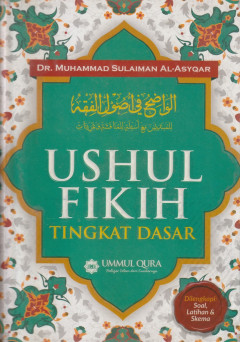 DR. MUHAMMAD SULAIMAN AL-ASYQAR
الواضح في أصول الفقه
USHUL
FIKIH
TINGKAT DASAR
UMMUL QURA
Dilengkapi:
Soal,
Latihan &
Skema